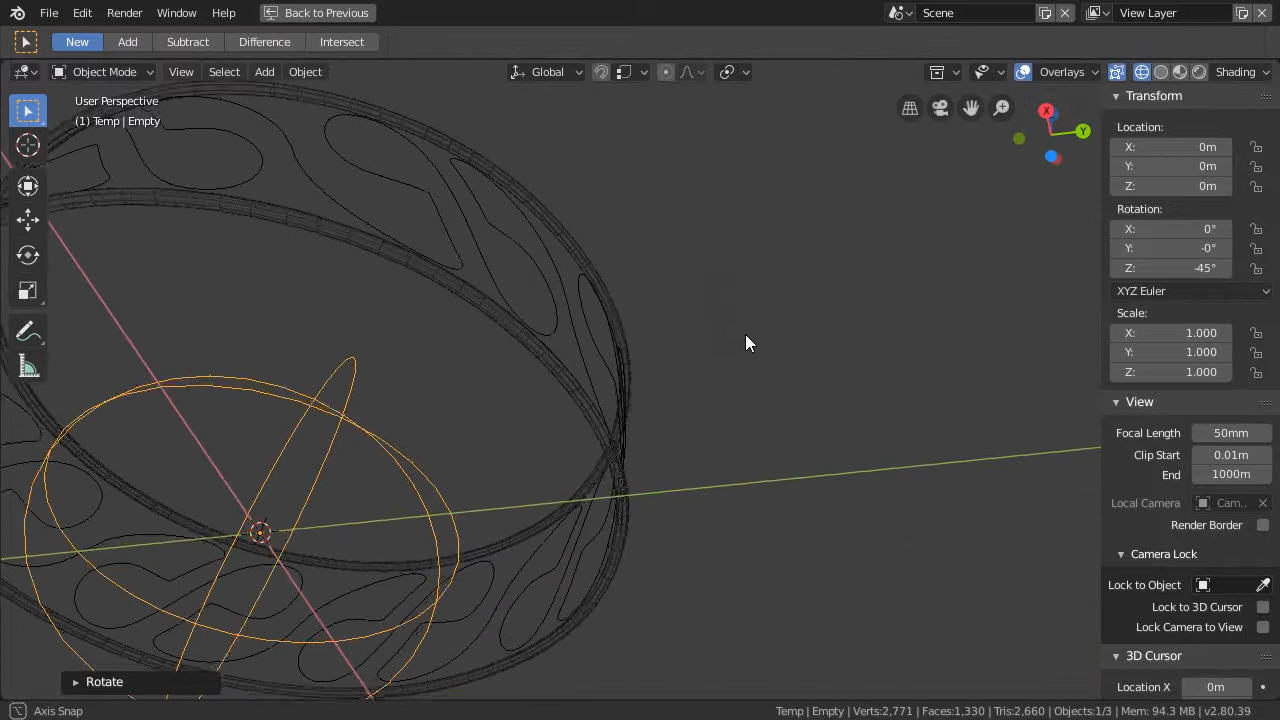 File Edit Render Window Help Back to Previous Scene View Layer
New Add Subtract Difference Intersect
Object Mode View Select Add Object Global Overlays Shading
User Perspective
(1) Temp | Empty
X
Y
Transform
Location:
X: 0m
Y: 0m
Z: 0m
Rotation:
X: 0°
Y: -0°
Z: -45°
XYZ Euler
Scale:
X: 1.000
Y: 1.000
Z: 1.000
View
Focal Length 50mm
Clip Start 0.01m
End 1000m
Local Camera Cam...
Render Border
Camera Lock
Lock to Object
Lock to 3D Cursor
Lock Camera to View
3D Cursor
Location X 0m
Rotate
Axis Snap Temp | Empty | Verts:2,771 | Faces:1,330 | Tris:2,660 | Objects:1/3 | Mem: 94.3 MB | v2.80.39